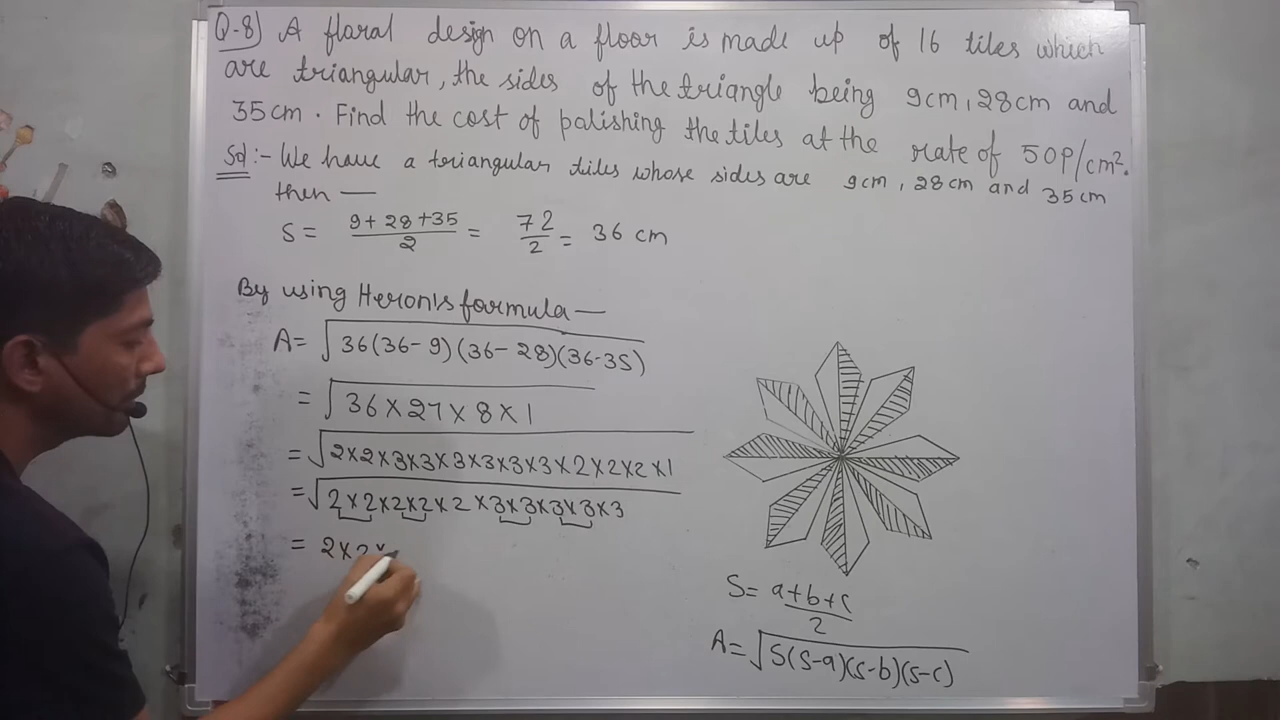 Q-8) A floral design on a floor is made up of 16 tiles which
are triangular, the sides of the triangle being 9cm, 28cm and
35cm. Find the cost of polishing the tiles at the rate of 50p/cm².
Sol:- We have a triangular tiles whose sides are 9cm, 28cm and 35cm
then —
S = 9+28+35/2 = 72/2 = 36 cm
By using Heron's formula —
A= √36(36-9)(36-28)(36-35)
= √36×27×8×1
= √2×2×3×3×3×3×3×2×2×2×1
= √2×2×2×2×2×3×3×3×3×3
= 2×2×
S= a+b+c/2
A= √S(S-a)(s-b)(s-c)